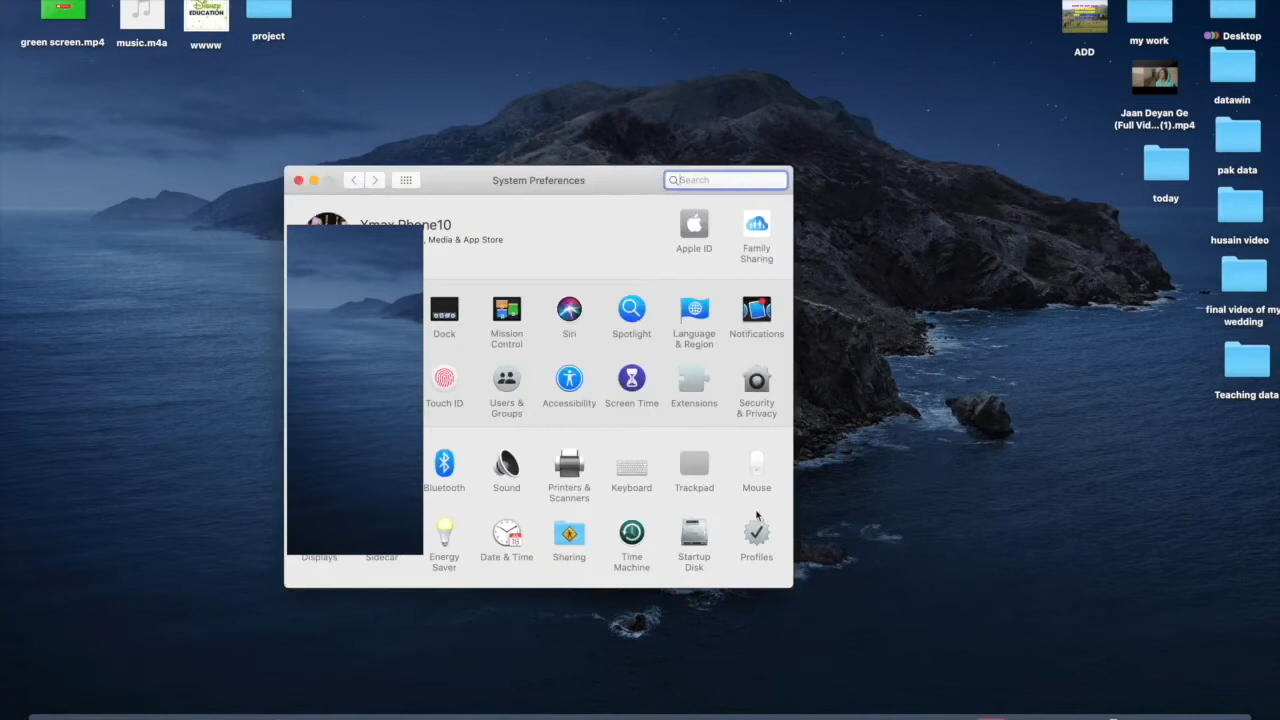 green screen.mp4
music.m4a
Disney
EDUCATION
wwww
project
ADD
my work
Desktop
datawin
Jaan Deyan Ge
(Full Vid...(1).mp4
pak data
today
husain video
final video of my
wedding
Teaching data
System Preferences
Search
Xmax Phone10
, Media & App Store
Apple ID
Family
Sharing
Dock
Mission
Control
Siri
Spotlight
Language
& Region
Notifications
Touch ID
Users &
Groups
Accessibility
Screen Time
Extensions
Security
& Privacy
Bluetooth
Sound
Printers &
Scanners
Keyboard
Trackpad
Mouse
Displays
Sidecar
Energy
Saver
Date & Time
Sharing
Time
Machine
Startup
Disk
Profiles